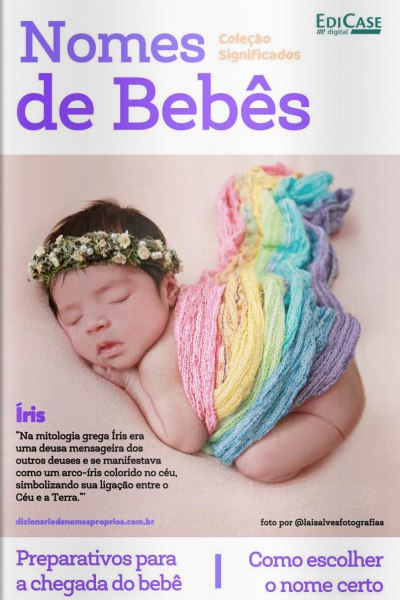 Nomes
de Bebês
Coleção
Significados
EDICASE
digital
Íris
"Na mitologia grega Íris era
uma deusa mensageira dos
outros deuses e se manifestava
como um arco-íris colorido no céu,
simbolizando sua ligação entre o
Céu e a Terra."'
dicionariodenomesproprios.com.br
foto por @laisalvesfotografias
Preparativos para
a chegada do bebê
Como escolher
o nome certo